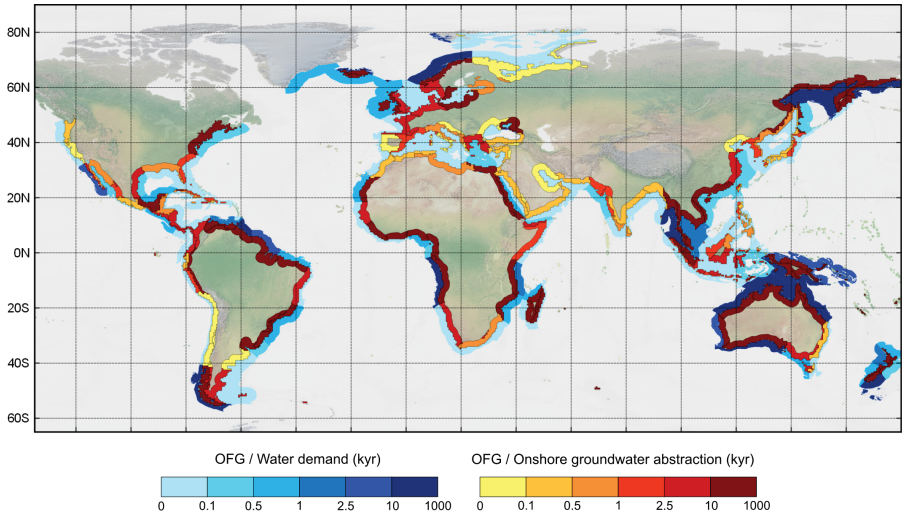 80N
60N
40N
20N
0N
20S
40S
60S
OFG / Water demand (kyr)
OFG / Onshore groundwater abstraction (kyr)
0 0.1 0.5 1 2.5 10 1000
0 0.1 0.5 1 2.5 10 1000